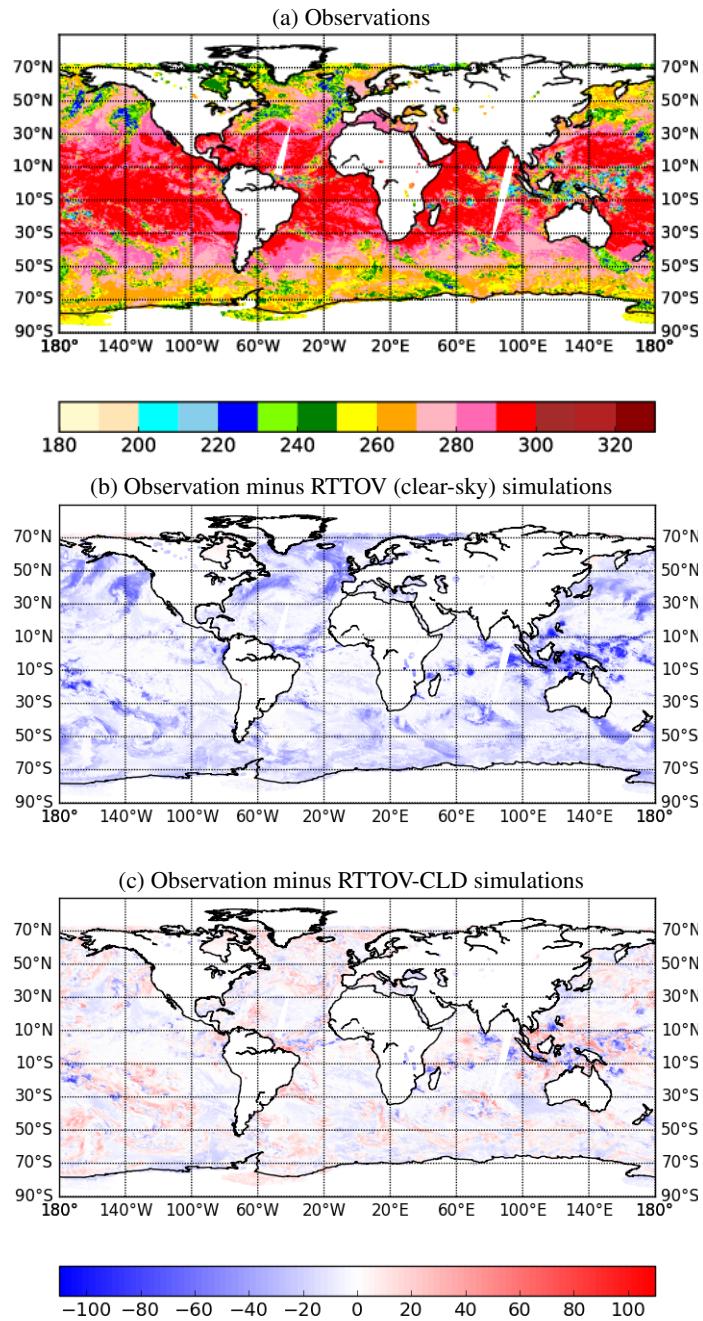 (a) Observations
70°N 70°N
50°N 50°N
30°N 30°N
10°N 10°N
10°S 10°S
30°S 30°S
50°S 50°S
70°S 70°S
90°S 90°S
180° 140°W 100°W 60°W 20°W 20°E 60°E 100°E 140°E 180°
180 200 220 240 260 280 300 320
(b) Observation minus RTTOV (clear-sky) simulations
70°N 70°N
50°N 50°N
30°N 30°N
10°N 10°N
10°S 10°S
30°S 30°S
50°S 50°S
70°S 70°S
90°S 90°S
180° 140°W 100°W 60°W 20°W 20°E 60°E 100°E 140°E 180°
(c) Observation minus RTTOV-CLD simulations
70°N 70°N
50°N 50°N
30°N 30°N
10°N 10°N
10°S 10°S
30°S 30°S
50°S 50°S
70°S 70°S
90°S 90°S
180° 140°W 100°W 60°W 20°W 20°E 60°E 100°E 140°E 180°
−100 −80 −60 −40 −20 0 20 40 60 80 100